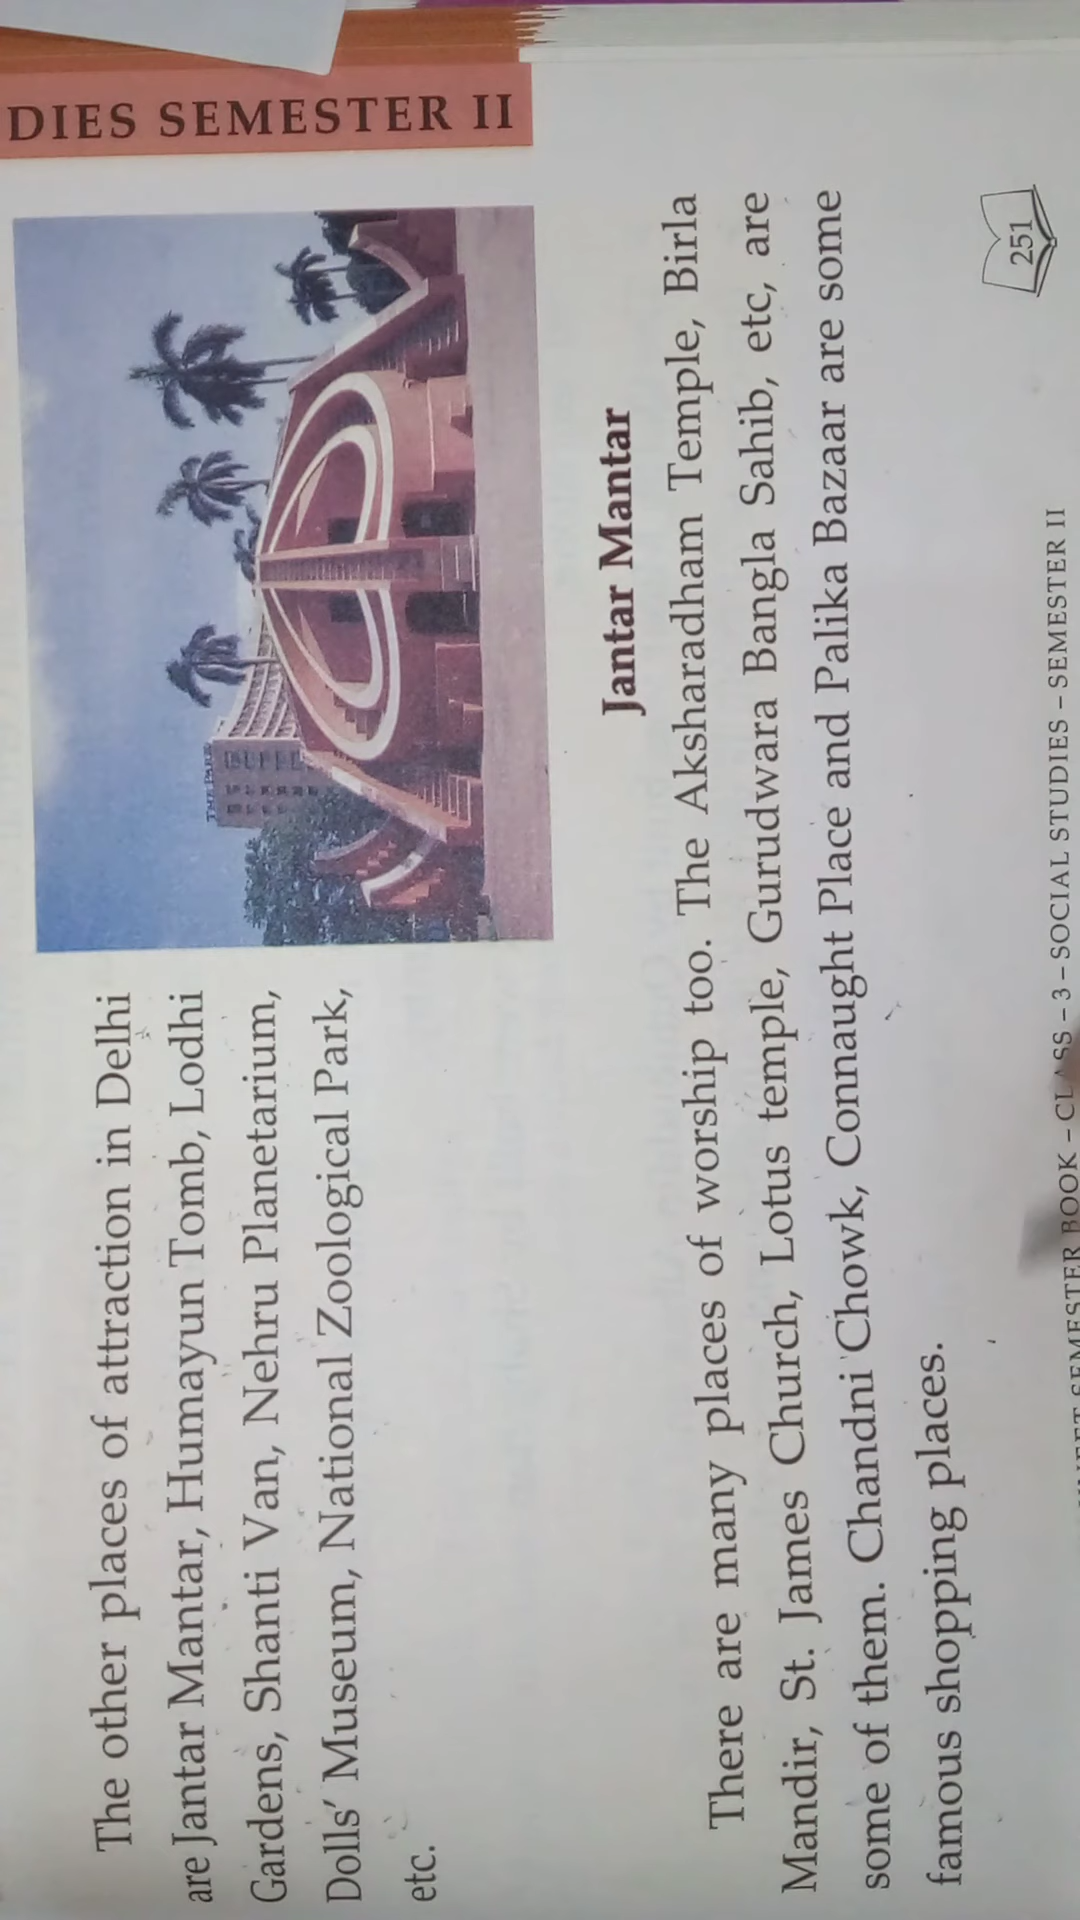 DIES SEMESTER II
THE PARK
The other places of attraction in Delhi
are Jantar Mantar, Humayun Tomb, Lodhi
Gardens, Shanti Van, Nehru Planetarium,
Dolls' Museum, National Zoological Park,
etc.
Jantar Mantar
There are many places of worship too. The Aksharadham Temple, Birla
Mandir, St. James Church, Lotus temple, Gurudwara Bangla Sahib, etc, are
some of them. Chandni Chowk, Connaught Place and Palika Bazaar are some
famous shopping places.
251
SEMESTER BOOK – CLASS – 3 – SOCIAL STUDIES – SEMESTER II